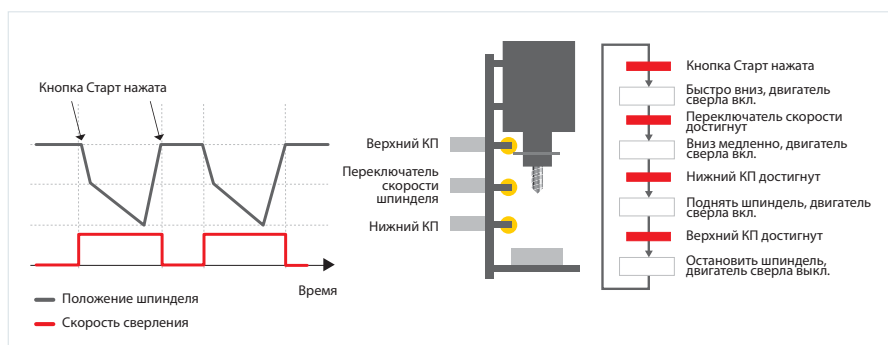 Кнопка Старт нажата
Время
Положение шпинделя
Скорость сверления
Верхний КП
Переключатель
скорости
шпинделя
Нижний КП
Кнопка Старт нажата
Быстро вниз, двигатель
сверла вкл.
Переключатель скорости
достигнут
Вниз медленно, двигатель
сверла вкл.
Нижний КП достигнут
Поднять шпиндель, двигатель
сверла вкл.
Верхний КП достигнут
Остановить шпиндель,
двигатель сверла выкл.